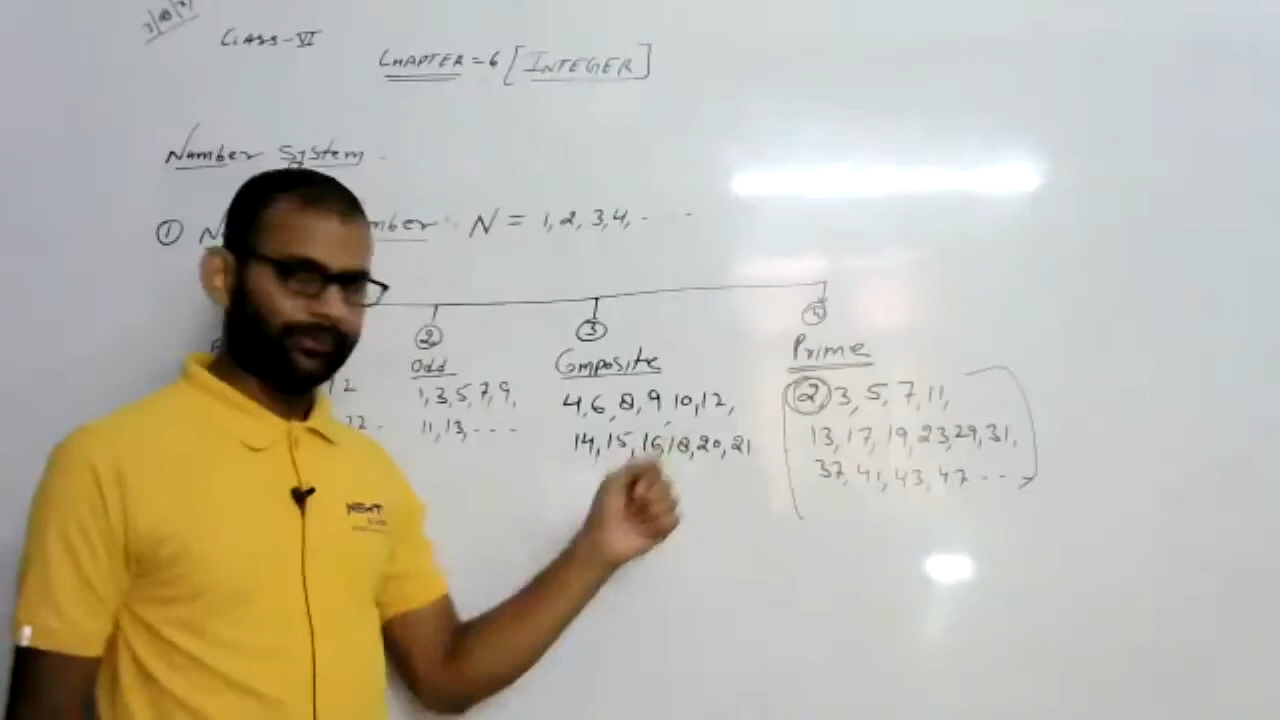 CLASS-VI
CHAPTER = 6 [INTEGER]
Number System
① N mber N = 1, 2, 3, 4, - -
② ③ ④
Odd Composite Prime
12 1, 3, 5, 7, 9, 4, 6, 8, 9 10, 12, 2, 3, 5, 7, 11,
22- 11, 13, - - - 14, 15, 16, 18, 20, 21 13, 17, 19, 23, 29, 31,
37, 41, 43, 47 - - -